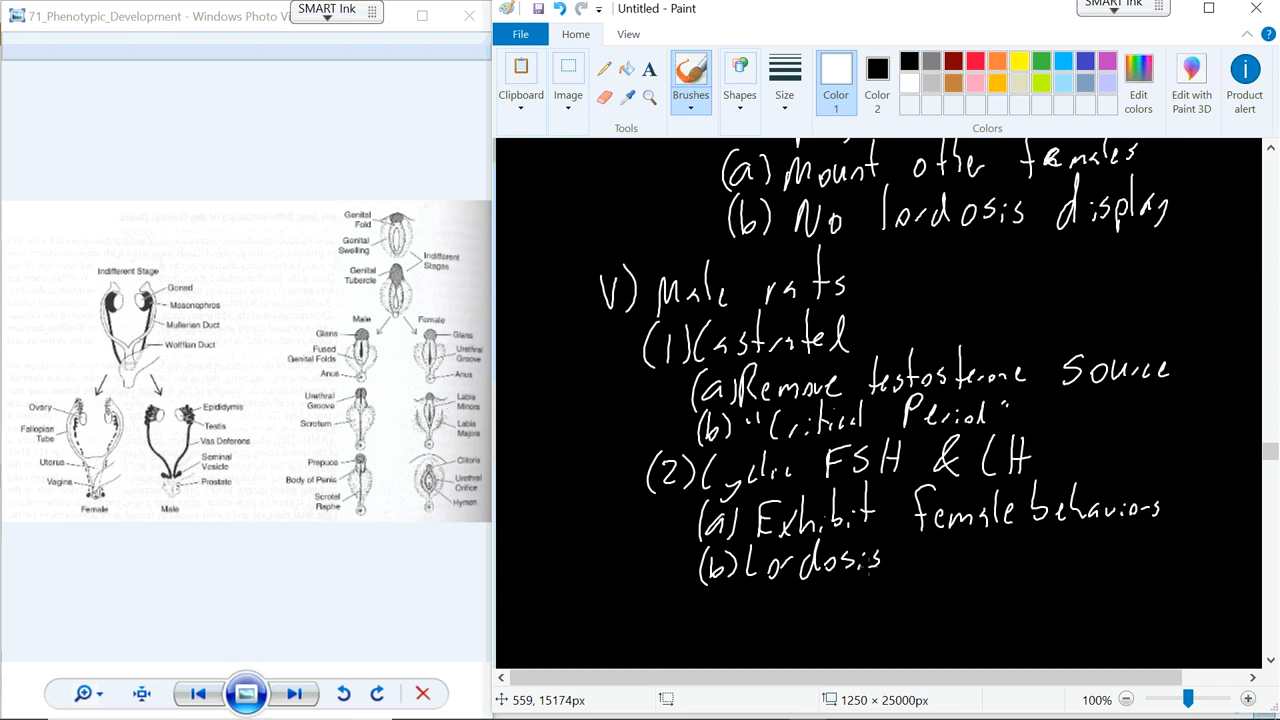 71_Phenotypic_Development - Windows Photo Vi
SMART Ink
Untitled - Paint
SMART Ink
File
Home
View
Clipboard
Image
Tools
Brushes
Shapes
Size
Color 1
Color 2
Colors
Edit colors
Edit with Paint 3D
Product alert
Indifferent Stage
Gonad
Mesonephros
Mullerian Duct
Wolffian Duct
Ovary
Fallopian Tube
Uterus
Vagina
Female
Epididymis
Testis
Vas Deferens
Seminal Vesicle
Prostate
Male
Genital Fold
Genital Swelling
Genital Tubercle
Indifferent Stages
Male
Female
Glans
Fused Genital Folds
Anus
Glans
Urethral Groove
Anus
Urethral Groove
Scrotum
Labia Minora
Labia Majora
Prepuce
Body of Penis
Scrotal Raphe
Clitoris
Urethral Orifice
Hymen
(a) Mount other females
(b) No lordosis display
V) Male rats
(1) Castrated
(a) Remove testosterone source
(b) "Critical Period"
(2) Cyclic FSH & LH
(a) Exhibit female behaviors
(b) Lordosis
559, 15174px
1250 × 25000px
100%